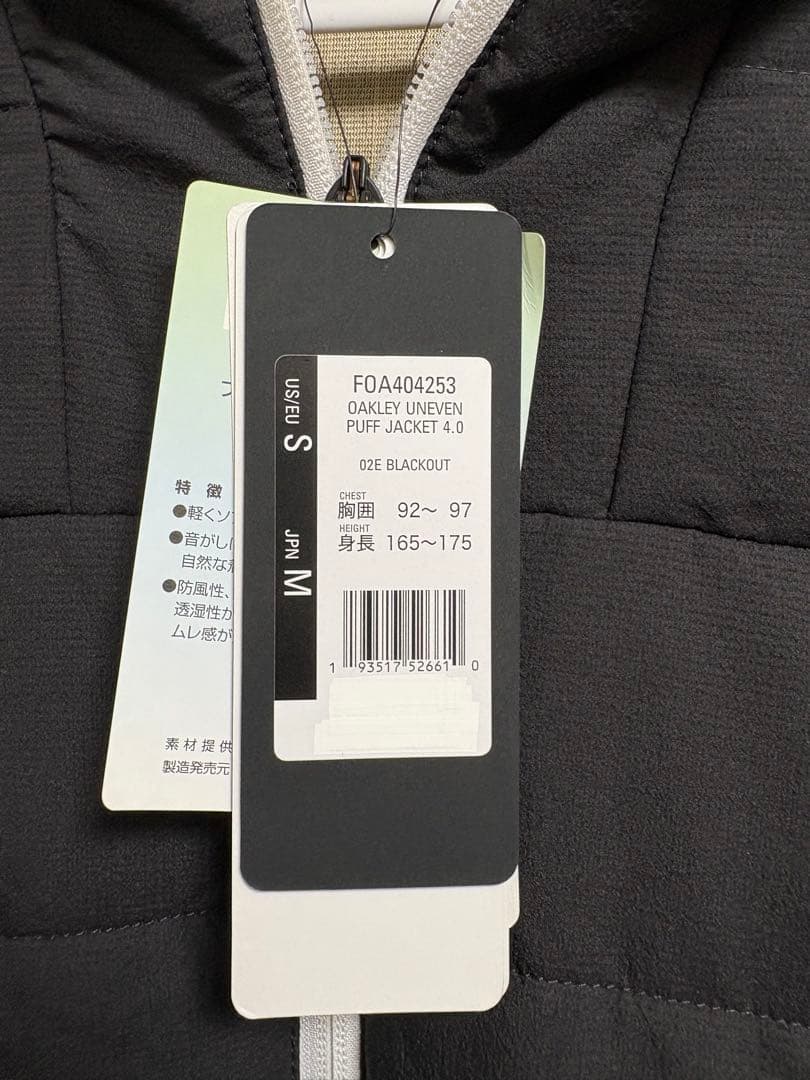 US/EU S
JPN M
FOA404253
OAKLEY UNEVEN
PUFF JACKET 4.0
02E BLACKOUT
CHEST
胸囲 92〜 97
HEIGHT
身長 165〜175
1 93517 52661 0
特 徴
●軽くソフ
●音がし
自然な
●防風性、
透湿性が
ムレ感が
素材提供
製造発売元